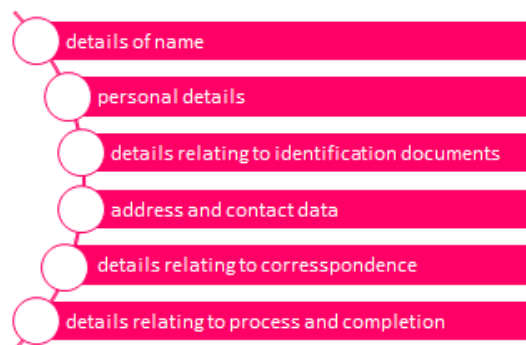 details of name
personal details
details relating to identification documents
address and contact data
details relating to corresspondence
details relating to process and completion